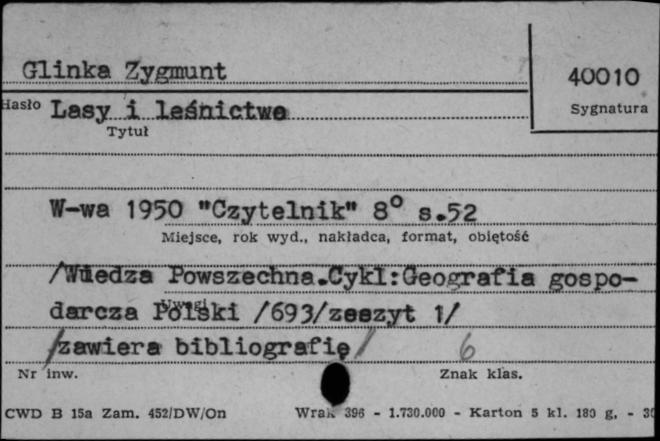 Glinka Zygmunt
40010
Hasło Lasy i leśnictwo
Sygnatura
Tytuł
W-wa 1950 "Czytelnik" 8° s.52
Miejsce, rok wyd., nakładca, format, obiętość
/Wiedza Powszechna.Cykl:Geografia gospo-
Uwagi
darcza Polski /693/zeszyt 1/
/zawiera bibliografię/ 6
Nr inw.
Znak klas.
CWD B 15a Zam. 452/DW/On Wrak 396 - 1.730.000 - Karton 5 kl. 180 g, - 30